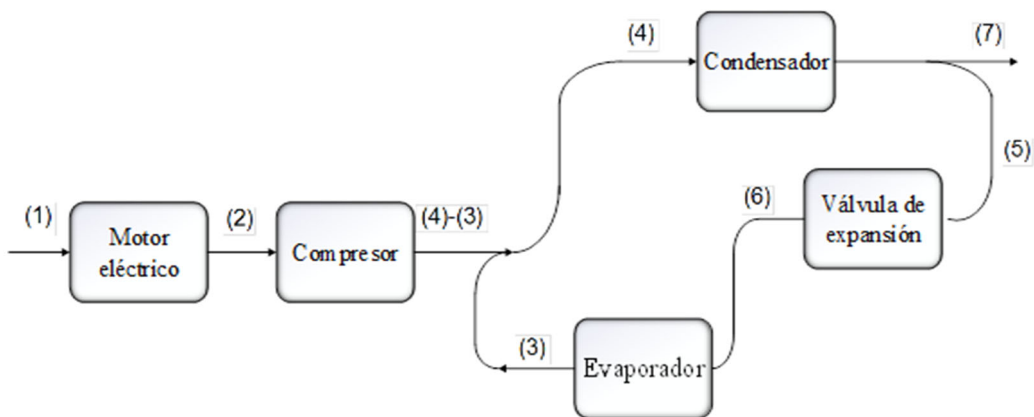 (4)
(7)
Condensador
(5)
(1)
Motor
eléctrico
(2)
Compresor
(4)-(3)
(6)
Válvula de
expansión
(3)
Evaporador